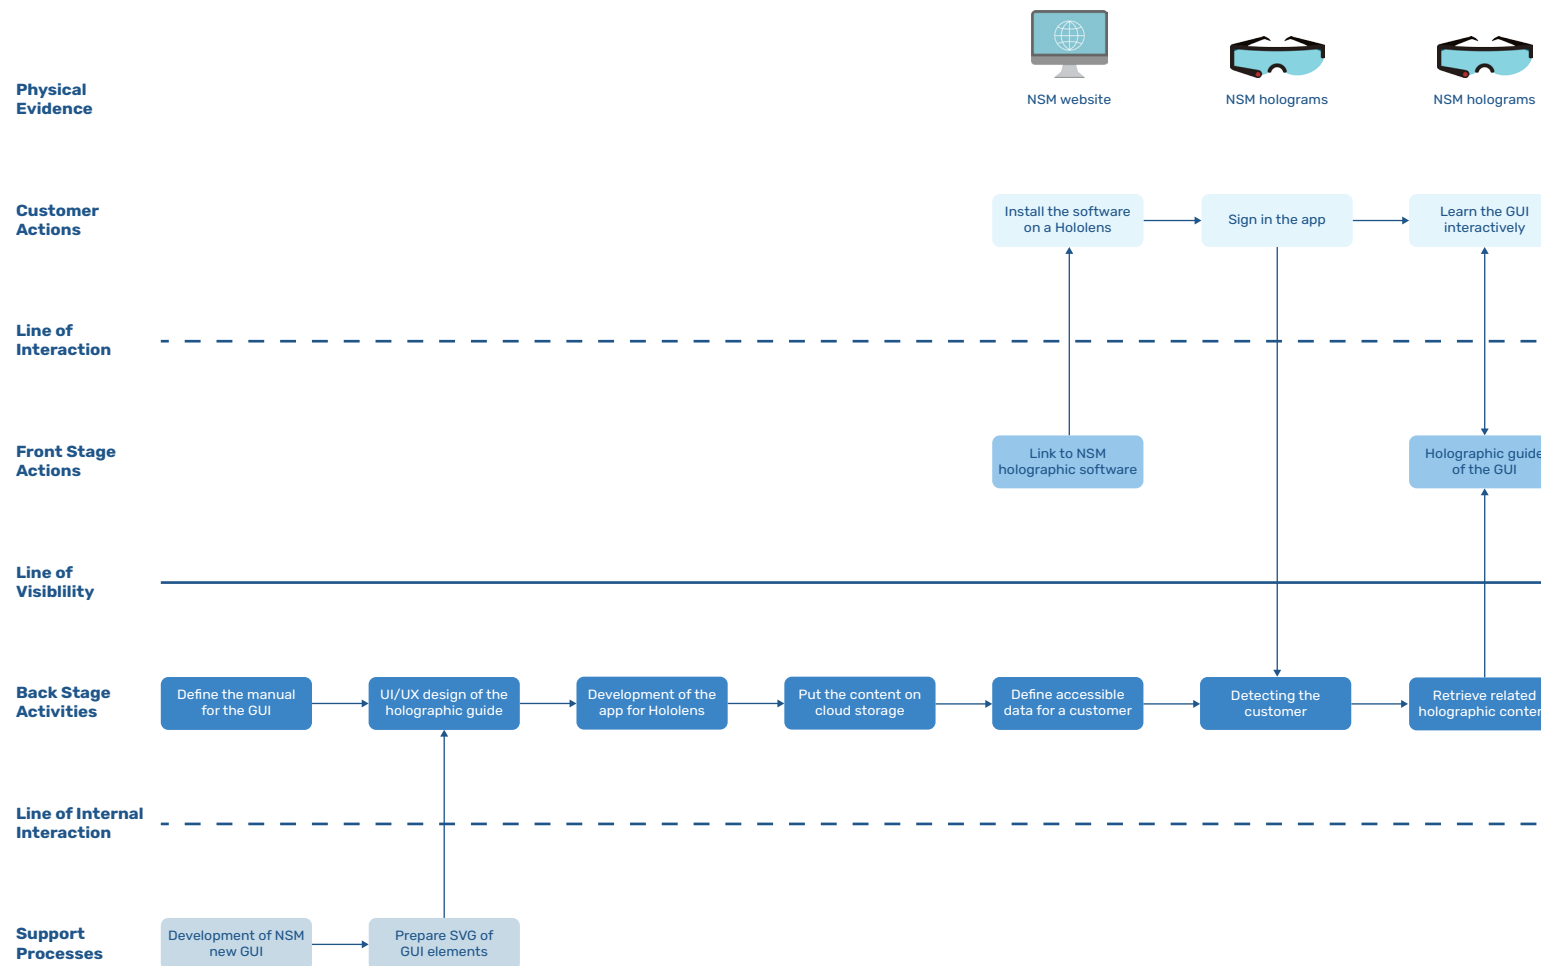 Physical
Evidence
NSM website
NSM holograms
NSM holograms
Customer
Actions
Install the software
on a Hololens
Sign in the app
Learn the GUI
interactively
Line of
Interaction
Front Stage
Actions
Link to NSM
holographic software
Holographic guide
of the GUI
Line of
Visiblility
Back Stage
Activities
Define the manual
for the GUI
UI/UX design of the
holographic guide
Development of the
app for Hololens
Put the content on
cloud storage
Define accessible
data for a customer
Detecting the
customer
Retrieve related
holographic conten
Line of Internal
Interaction
Support
Processes
Development of NSM
new GUI
Prepare SVG of
GUI elements